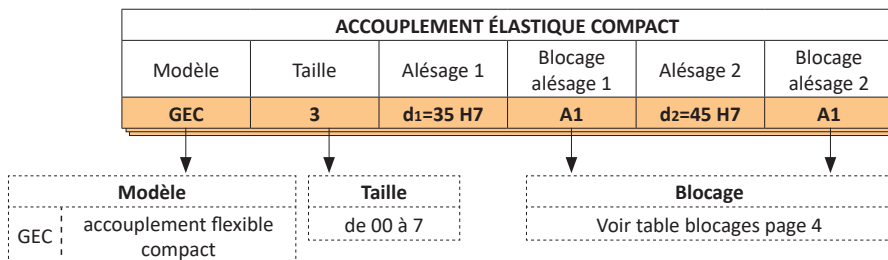 ACCOUPLEMENT ÉLASTIQUE COMPACT
Modèle Taille Alésage 1 Blocage alésage 1 Alésage 2 Blocage alésage 2
GEC 3 d1=35 H7 A1 d2=45 H7 A1
Modèle Taille Blocage
GEC accouplement flexible compact de 00 à 7 Voir table blocages page 4